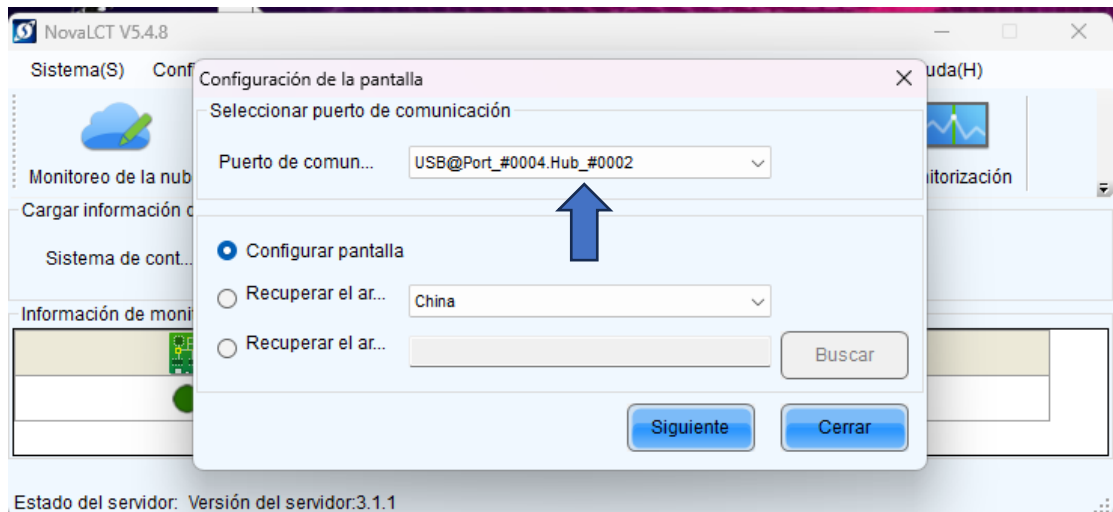 NovaLCT V5.4.8
Sistema(S) Conf uda(H)
Configuración de la pantalla
Seleccionar puerto de comunicación
Puerto de comun... USB@Port_#0004.Hub_#0002
Monitoreo de la nub itorización
Cargar información
Sistema de cont...
Configurar pantalla
Recuperar el ar... China
Información de moni
Recuperar el ar... Buscar
Siguiente Cerrar
Estado del servidor: Versión del servidor:3.1.1